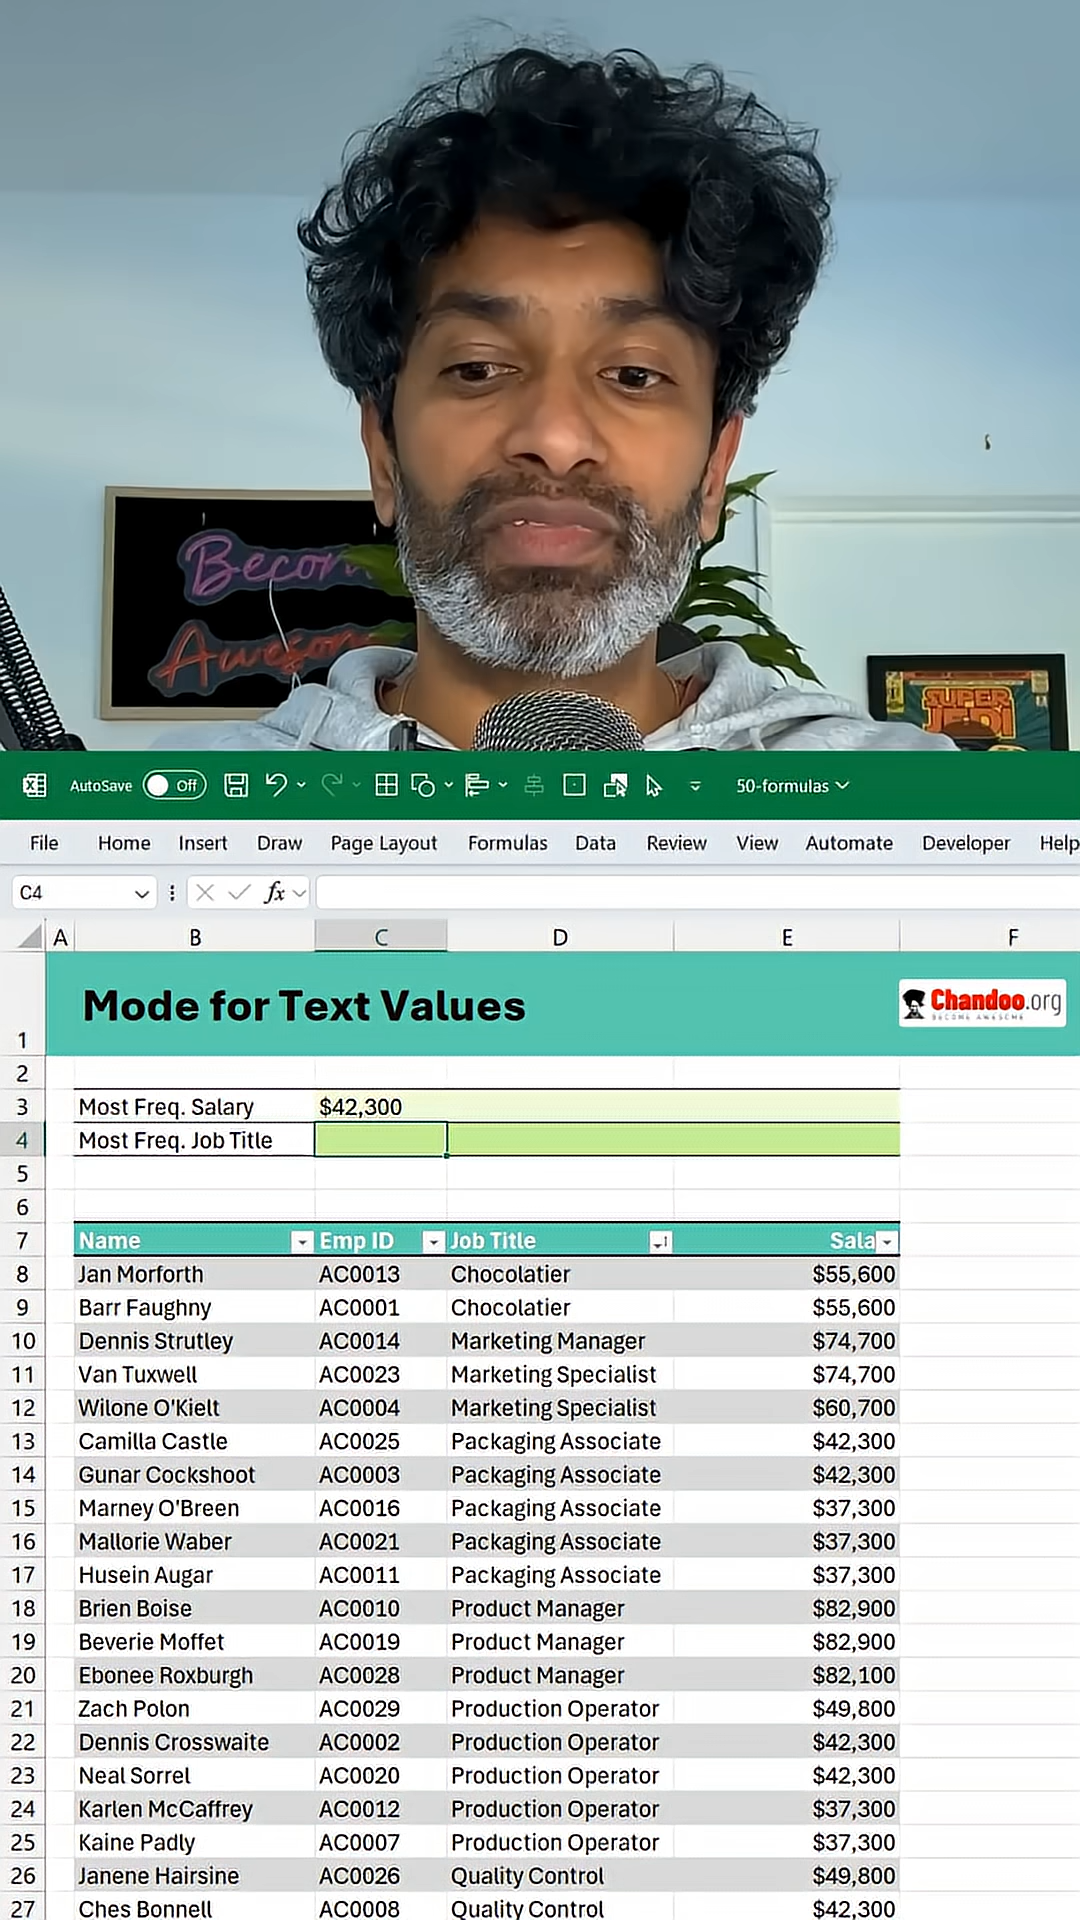 Becom
Awesom
SUPER
JEDI
AutoSave Off 50-formulas
File Home Insert Draw Page Layout Formulas Data Review View Automate Developer Help
C4 fx
A B C D E F
1 Mode for Text Values Chandoo.org
BECOME AWESOME
2
3 Most Freq. Salary $42,300
4 Most Freq. Job Title
5
6
7 Name Emp ID Job Title Sala
8 Jan Morforth AC0013 Chocolatier $55,600
9 Barr Faughny AC0001 Chocolatier $55,600
10 Dennis Strutley AC0014 Marketing Manager $74,700
11 Van Tuxwell AC0023 Marketing Specialist $74,700
12 Wilone O'Kielt AC0004 Marketing Specialist $60,700
13 Camilla Castle AC0025 Packaging Associate $42,300
14 Gunar Cockshoot AC0003 Packaging Associate $42,300
15 Marney O'Breen AC0016 Packaging Associate $37,300
16 Mallorie Waber AC0021 Packaging Associate $37,300
17 Husein Augar AC0011 Packaging Associate $37,300
18 Brien Boise AC0010 Product Manager $82,900
19 Beverie Moffet AC0019 Product Manager $82,900
20 Ebonee Roxburgh AC0028 Product Manager $82,100
21 Zach Polon AC0029 Production Operator $49,800
22 Dennis Crosswaite AC0002 Production Operator $42,300
23 Neal Sorrel AC0020 Production Operator $42,300
24 Karlen McCaffrey AC0012 Production Operator $37,300
25 Kaine Padly AC0007 Production Operator $37,300
26 Janene Hairsine AC0026 Quality Control $49,800
27 Ches Bonnell AC0008 Quality Control $42,300